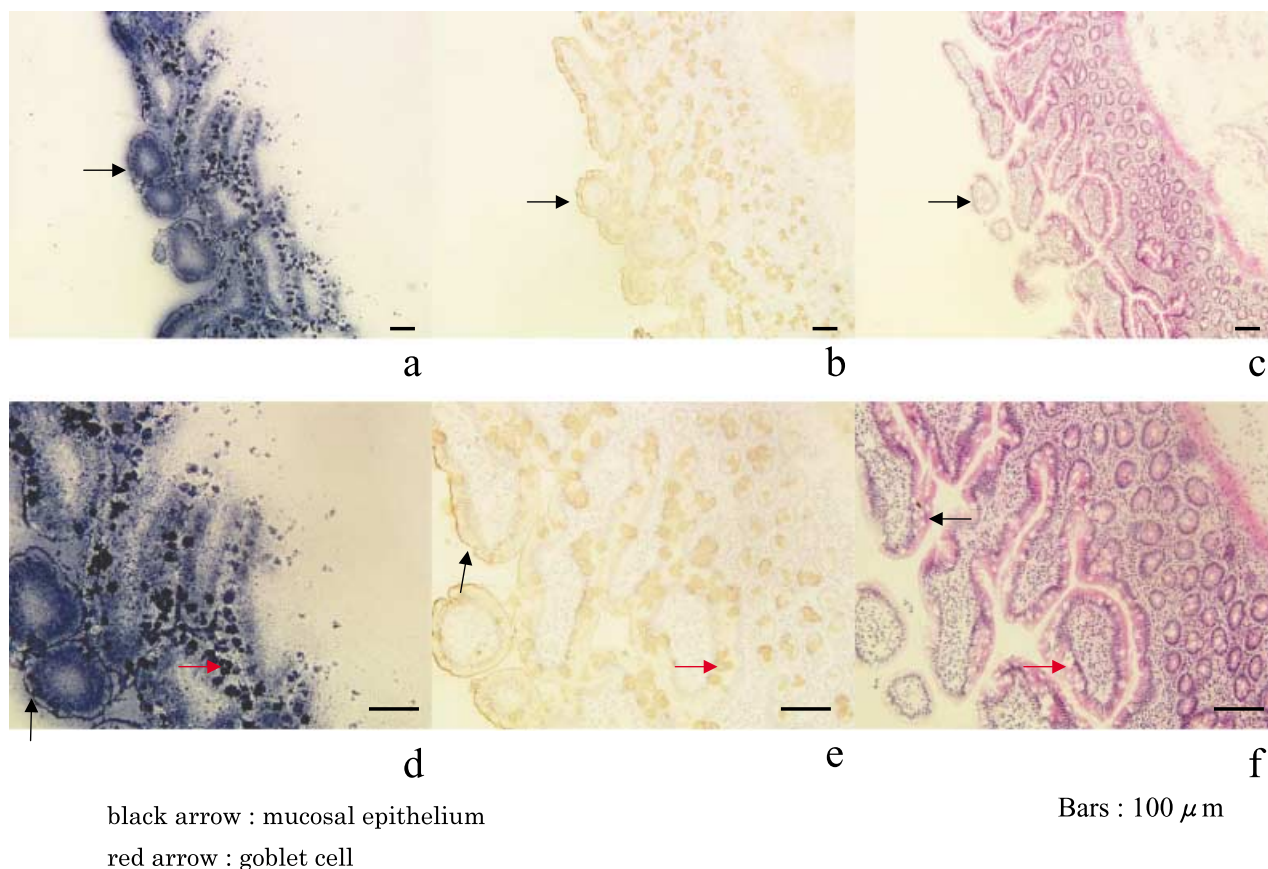 a
b
c
d
e
f
black arrow : mucosal epithelium
Bars : 100 μm
red arrow : goblet cell